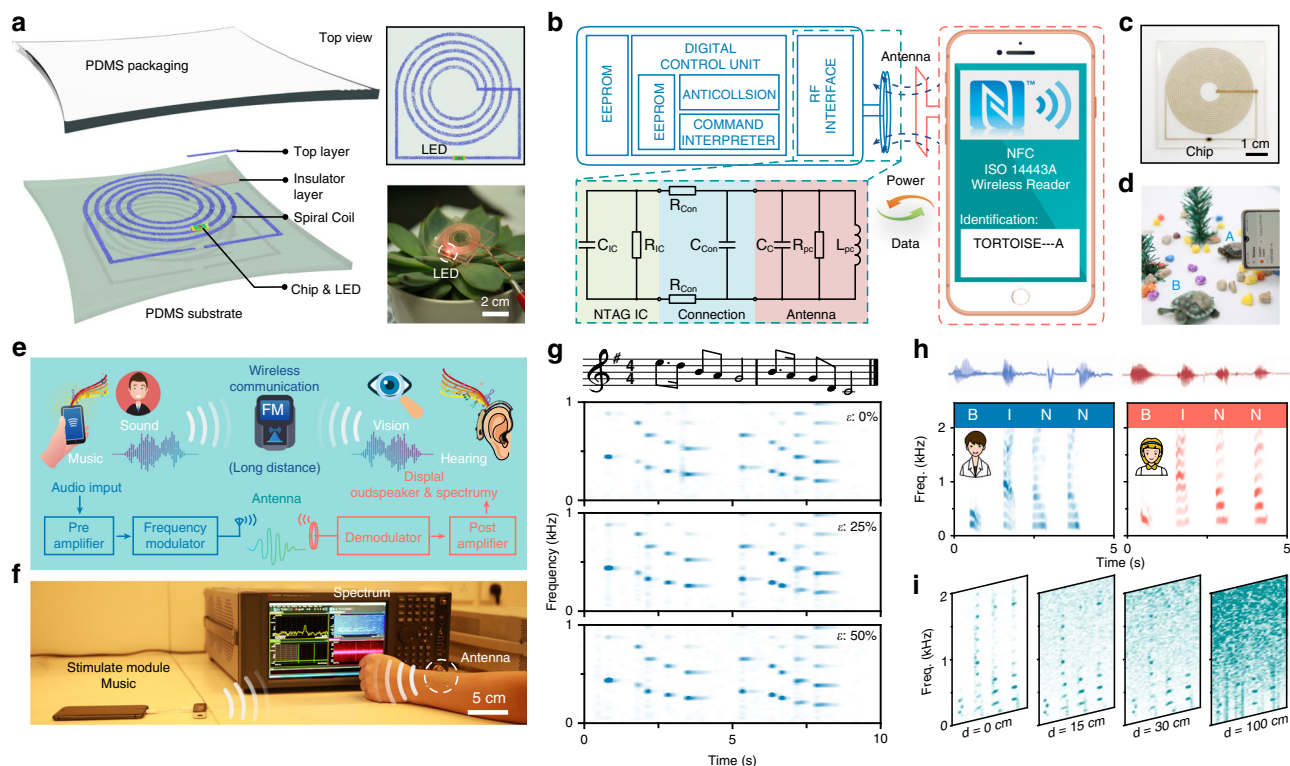 a
Top view
PDMS packaging
LED
Top layer
Insulator
layer
Spiral Coil
Chip & LED
PDMS substrate
LED
2 cm
b
EEPROM
DIGITAL
CONTROL UNIT
EEPROM
ANTICOLLSION
COMMAND
INTERPRETER
RF
INTERFACE
Antenna
NFC
ISO 14443A
Wireless Reader
Identification:
TORTOISE---A
Power
Data
C_IC
R_IC
R_Con
C_Con
R_Con
C_C
R_pc
L_pc
NTAG IC
Connection
Antenna
c
Chip
1 cm
d
A
B
e
Wireless
communication
FM
(Long distance)
Sound
Music
Vision
Hearing
Audio imput
Antenna
Displal
oudspeaker & spectrumy
Pre
amplifier
Frequency
modulator
Demodulator
Post
amplifier
f
Spectrum
Stimulate module
Music
Antenna
5 cm
g
# 4 4
1
ε: 0%
0
1
ε: 25%
0
1
ε: 50%
0
Frequency (kHz)
0 5 10
Time (s)
h
B I N N
B I N N
2
1
0
Freq. (kHz)
0 5 0 5
Time (s)
i
2
1
0
Freq. (kHz)
d = 0 cm
d = 15 cm
d = 30 cm
d = 100 cm